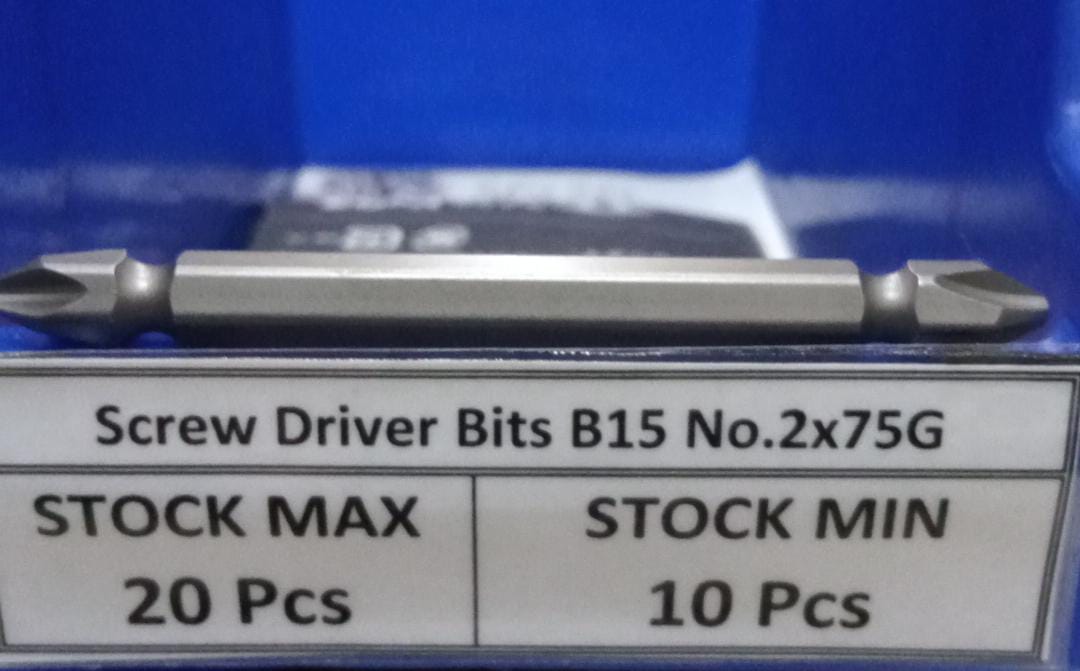 Screw Driver Bits B15 No.2x75G
STOCK MAX
STOCK MIN
20 Pcs
10 Pcs